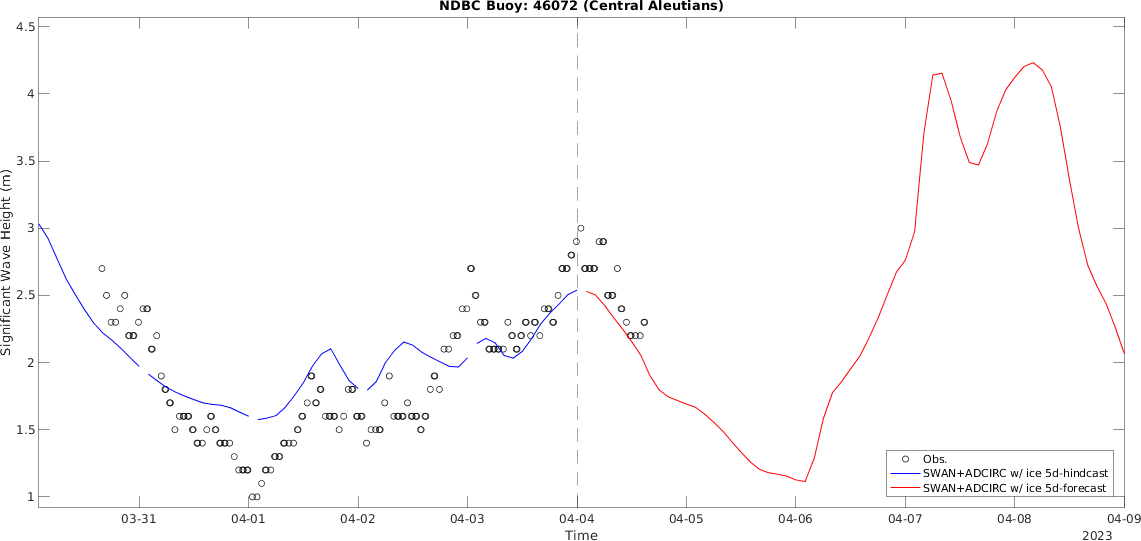 NDBC Buoy: 46072 (Central Aleutians)
Significant Wave Height (m)
4.5
4
3.5
3
2.5
2
1.5
1
Obs.
SWAN+ADCIRC w/ ice 5d-hindcast
SWAN+ADCIRC w/ ice 5d-forecast
03-31 04-01 04-02 04-03 04-04 04-05 04-06 04-07 04-08 04-09
Time
2023